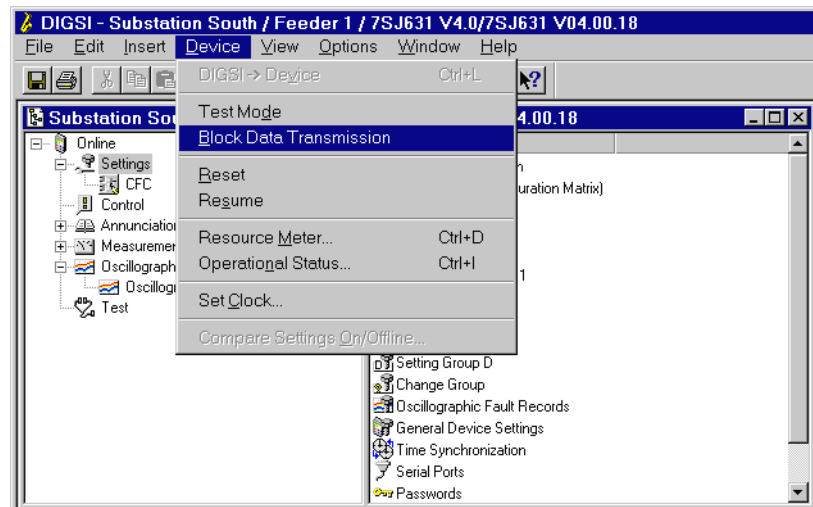 DIGSI - Substation South / Feeder 1 / 7SJ631 V4.0/7SJ631 V04.00.18
File Edit Insert Device View Options Window Help
DIGSI -> Device Ctrl+L
Test Mode
Block Data Transmission
Reset
Resume
Resource Meter... Ctrl+D
Operational Status... Ctrl+I
Set Clock...
Compare Settings On/Offline...
Substation Sou
4.00.18
Online
Settings
CFC
Control
Annunciation
Measuremer
Oscillograph
Oscillogr
Test
n
uration Matrix)
1
Setting Group D
Change Group
Oscillographic Fault Records
General Device Settings
Time Synchronization
Serial Ports
Passwords